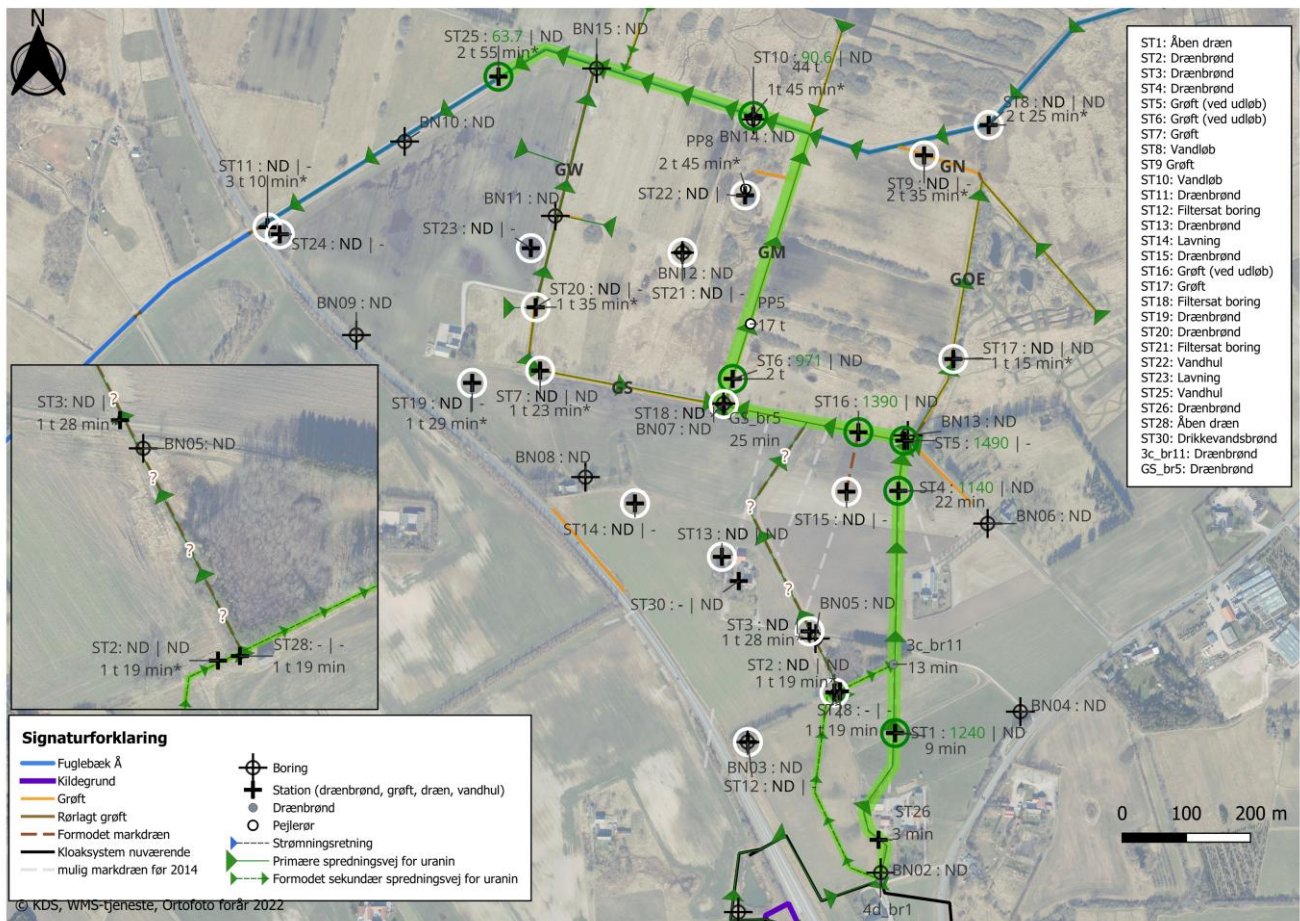 N
ST25 : 63.7 | ND
2 t 55 min*
BN15: ND
ST10 : 90.6 | ND
44 t
1 t 45 min*
BN14: ND
PP8
2 t 45 min*
ST22: ND | -
ST8: ND | ND
2 t 25 min*
GN
ST9 : ND | -
2 t 35 min*
BN10: ND
ST11: ND | -
3 t 10 min*
ST24: ND | -
GW
BN11 : ND
ST23 : ND | -
BN12 : ND
ST21: ND | -
GM
GOE
BN09: ND
ST20 : ND | -
1 t 35 min*
PP5
17 t
ST6 : 971 | ND
2 t
ST17: ND | ND
1 t 15 min*
ST19: ND | -
1 t 29 min*
ST7: ND | ND
1 t 23 min*
GS
ST18: ND
BN07 : ND
GS_br5
25 min
ST16 : 1390 | ND
BN13: ND
ST5 : 1490 | -
BN08 : ND
ST14 : ND | -
ST4 : 1140 | ND
22 min
BN06 : ND
ST15: ND | -
ST13: ND | ND
ST30 : - | ND
?
?
?
BN05: ND
ST3 : ND | -
1 t 28 min*
3c_br11
13 min
ST2 : ND | ND
1 t 19 min*
ST28: - | -
1 t 19 min
BN04 : ND
ST1 : 1240 | ND
9 min
BN03 : ND
ST12 : ND | -
ST26
3 min
BN02 : ND
4d_br1
ST3: ND | -
1 t 28 min*
BN05: ND
?
?
?
ST2: ND | ND
1 t 19 min*
ST28: - | -
1 t 19 min
ST1: Åben dræn
ST2: Drænbrønd
ST3: Drænbrønd
ST4: Drænbrønd
ST5: Grøft (ved udløb)
ST6: Grøft (ved udløb)
ST7: Grøft
ST8: Vandløb
ST9 Grøft
ST10: Vandløb
ST11: Drænbrønd
ST12: Filtersat boring
ST13: Drænbrønd
ST14: Lavning
ST15: Drænbrønd
ST16: Grøft (ved udløb)
ST17: Grøft
ST18: Filtersat boring
ST19: Drænbrønd
ST20: Drænbrønd
ST21: Filtersat boring
ST22: Vandhul
ST23: Lavning
ST25: Vandhul
ST26: Drænbrønd
ST28: Åben dræn
ST30: Drikkevandsbrønd
3c_br11: Drænbrønd
GS_br5: Drænbrønd
Signaturforklaring
Fuglebæk Å
Kildegrund
Grøft
Rørlagt grøft
Formodet markdræn
Kloaksystem nuværende
mulig markdræn før 2014
Boring
Station (drænbrønd, grøft, dræn, vandhul)
Drænbrønd
Pejlerør
Strømningsretning
Primære spredningsvej for uranin
Formodet sekundær spredningsvej for uranin
0 100 200 m
© KDS, WMS-tjeneste, Ortofoto forår 2022